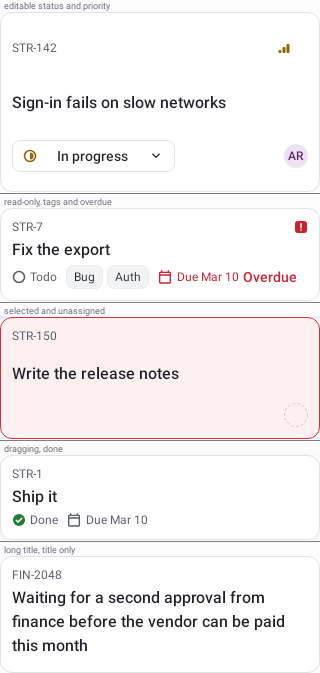 editable status and priority
STR-142
Sign-in fails on slow networks
In progress
AR
read-only, tags and overdue
STR-7
Fix the export
Todo Bug Auth Due Mar 10 Overdue
selected and unassigned
STR-150
Write the release notes
dragging, done
STR-1
Ship it
Done Due Mar 10
long title, title only
FIN-2048
Waiting for a second approval from
finance before the vendor can be paid
this month